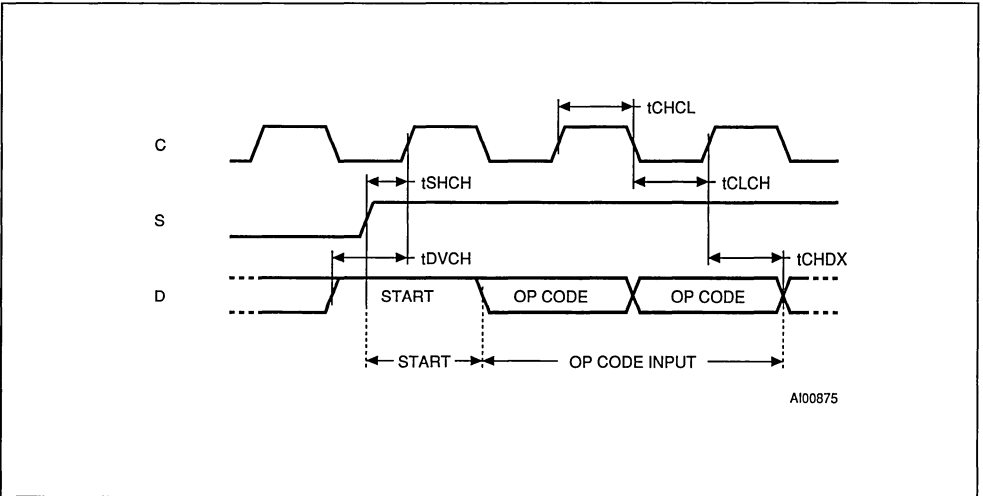 tCHCL
C
tSHCH
tCLCH
S
tDVCH
tCHDX
D
START
OP CODE
OP CODE
START
OP CODE INPUT
AI00875